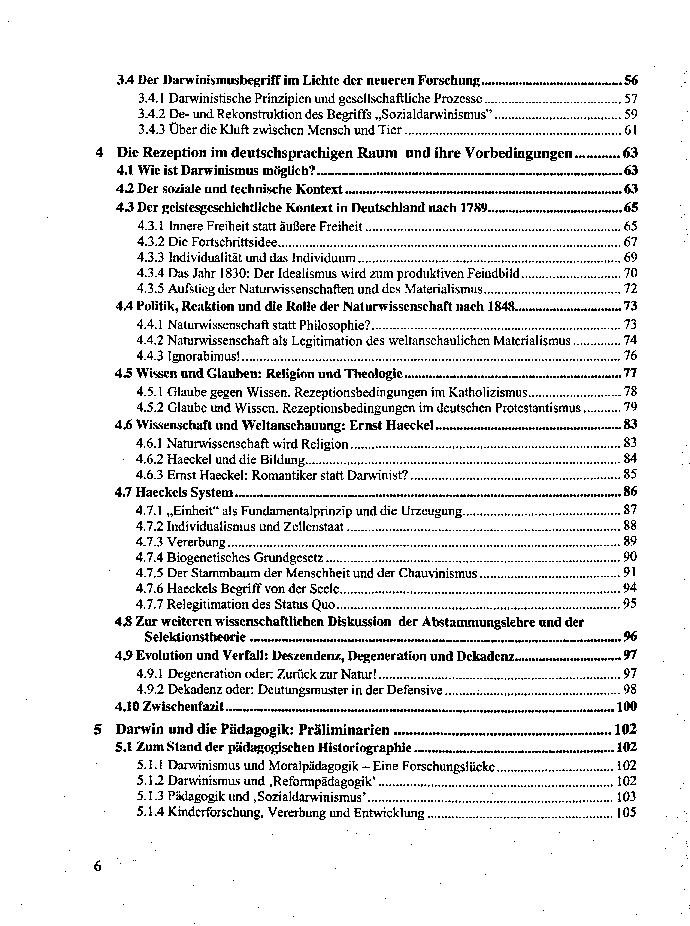 3.4 Der Darwinismusbegriff im Lichte der neueren Forschung ........ 56
3.4.1 Darwinistische Prinzipien und gesellschaftliche Prozesse ........ 57
3.4.2 De- und Rekonstruktion des Begriffs „Sozialdarwinismus" ........ 59
3.4.3 Über die Kluft zwischen Mensch und Tier ........ 61
4 Die Rezeption im deutschsprachigen Raum und ihre Vorbedingungen ........ 63
4.1 Wie ist Darwinismus möglich? ........ 63
4.2 Der soziale und technische Kontext ........ 63
4.3 Der geistesgeschichtliche Kontext in Deutschland nach 1789 ........ 65
4.3.1 Innere Freiheit statt äußere Freiheit ........ 65
4.3.2 Die Fortschrittsidee ........ 67
4.3.3 Individualität und das Individuum ........ 69
4.3.4 Das Jahr 1830: Der Idealismus wird zum produktiven Feindbild ........ 70
4.3.5 Aufstieg der Naturwissenschaften und des Materialismus ........ 72
4.4 Politik, Reaktion und die Rolle der Naturwissenschaft nach 1848 ........ 73
4.4.1 Naturwissenschaft statt Philosophie? ........ 73
4.4.2 Naturwissenschaft als Legitimation des weltanschaulichen Materialismus ........ 74
4.4.3 Ignorabimus! ........ 76
4.5 Wissen und Glauben: Religion und Theologie ........ 77
4.5.1 Glaube gegen Wissen. Rezeptionsbedingungen im Katholizismus ........ 78
4.5.2 Glaube und Wissen. Rezeptionsbedingungen im deutschen Protestantismus ........ 79
4.6 Wissenschaft und Weltanschauung: Ernst Haeckel ........ 83
4.6.1 Naturwissenschaft wird Religion ........ 83
4.6.2 Haeckel und die Bildung ........ 84
4.6.3 Ernst Haeckel: Romantiker statt Darwinist? ........ 85
4.7 Haeckels System ........ 86
4.7.1 „Einheit" als Fundamentalprinzip und die Urzeugung ........ 87
4.7.2 Individualismus und Zellenstaat ........ 88
4.7.3 Vererbung ........ 89
4.7.4 Biogenetisches Grundgesetz ........ 90
4.7.5 Der Stammbaum der Menschheit und der Chauvinismus ........ 91
4.7.6 Haeckels Begriff von der Seele ........ 94
4.7.7 Relegitimation des Status Quo ........ 95
4.8 Zur weiteren wissenschaftlichen Diskussion der Abstammungslehre und der
Selektionstheorie ........ 96
4.9 Evolution und Verfall: Deszendenz, Degeneration und Dekadenz ........ 97
4.9.1 Degeneration oder: Zurück zur Natur! ........ 97
4.9.2 Dekadenz oder: Deutungsmuster in der Defensive ........ 98
4.10 Zwischenfazit ........ 100
5 Darwin und die Pädagogik: Präliminarien ........ 102
5.1 Zum Stand der pädagogischen Historiographie ........ 102
5.1.1 Darwinismus und Moralpädagogik – Eine Forschungslücke ........ 102
5.1.2 Darwinismus und ‚Reformpädagogik' ........ 102
5.1.3 Pädagogik und ‚Sozialdarwinismus' ........ 103
5.1.4 Kinderforschung, Vererbung und Entwicklung ........ 105
6